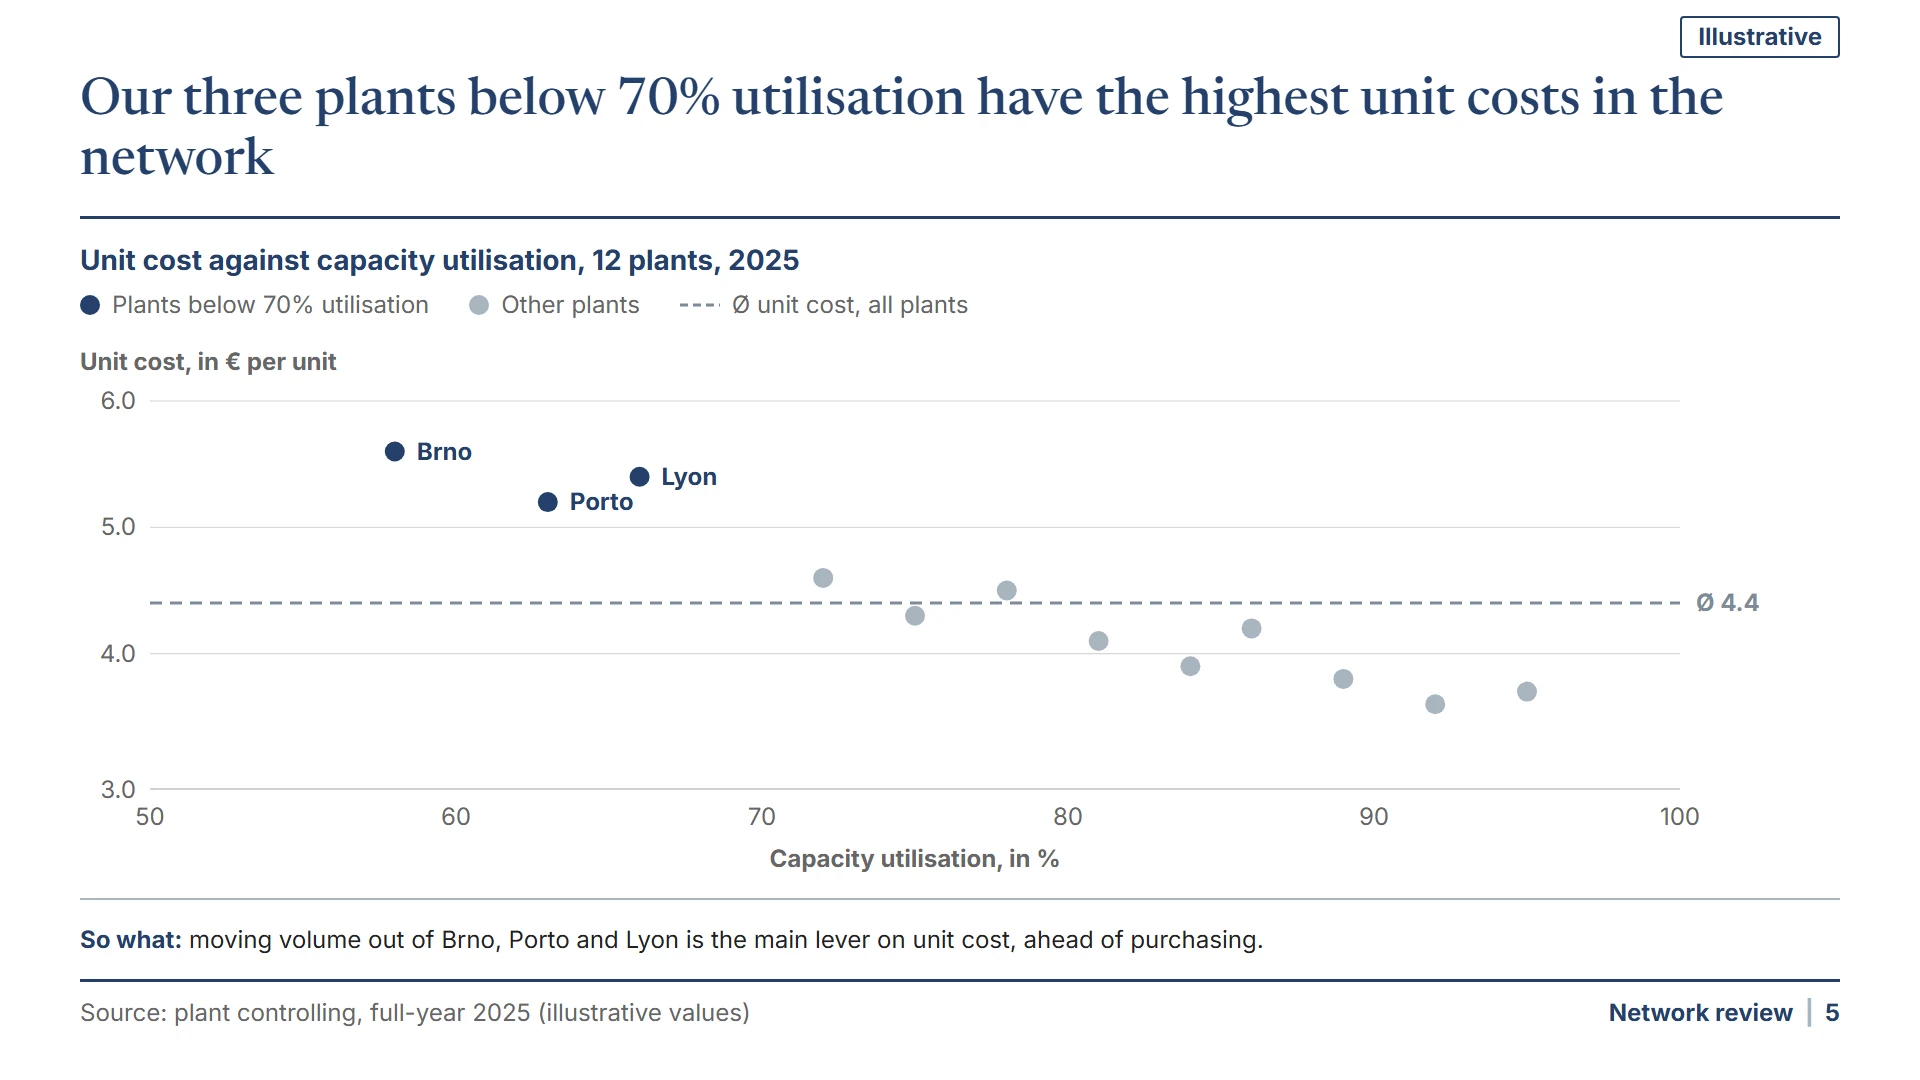 Illustrative
Our three plants below 70% utilisation have the highest unit costs in the
network
Unit cost against capacity utilisation, 12 plants, 2025
Plants below 70% utilisation
Other plants
Ø unit cost, all plants
Unit cost, in € per unit
6.0
Brno
Lyon
Porto
5.0
Ø 4.4
4.0
3.0
50
60
70
80
90
100
Capacity utilisation, in %
So what: moving volume out of Brno, Porto and Lyon is the main lever on unit cost, ahead of purchasing.
Source: plant controlling, full-year 2025 (illustrative values)
Network review | 5